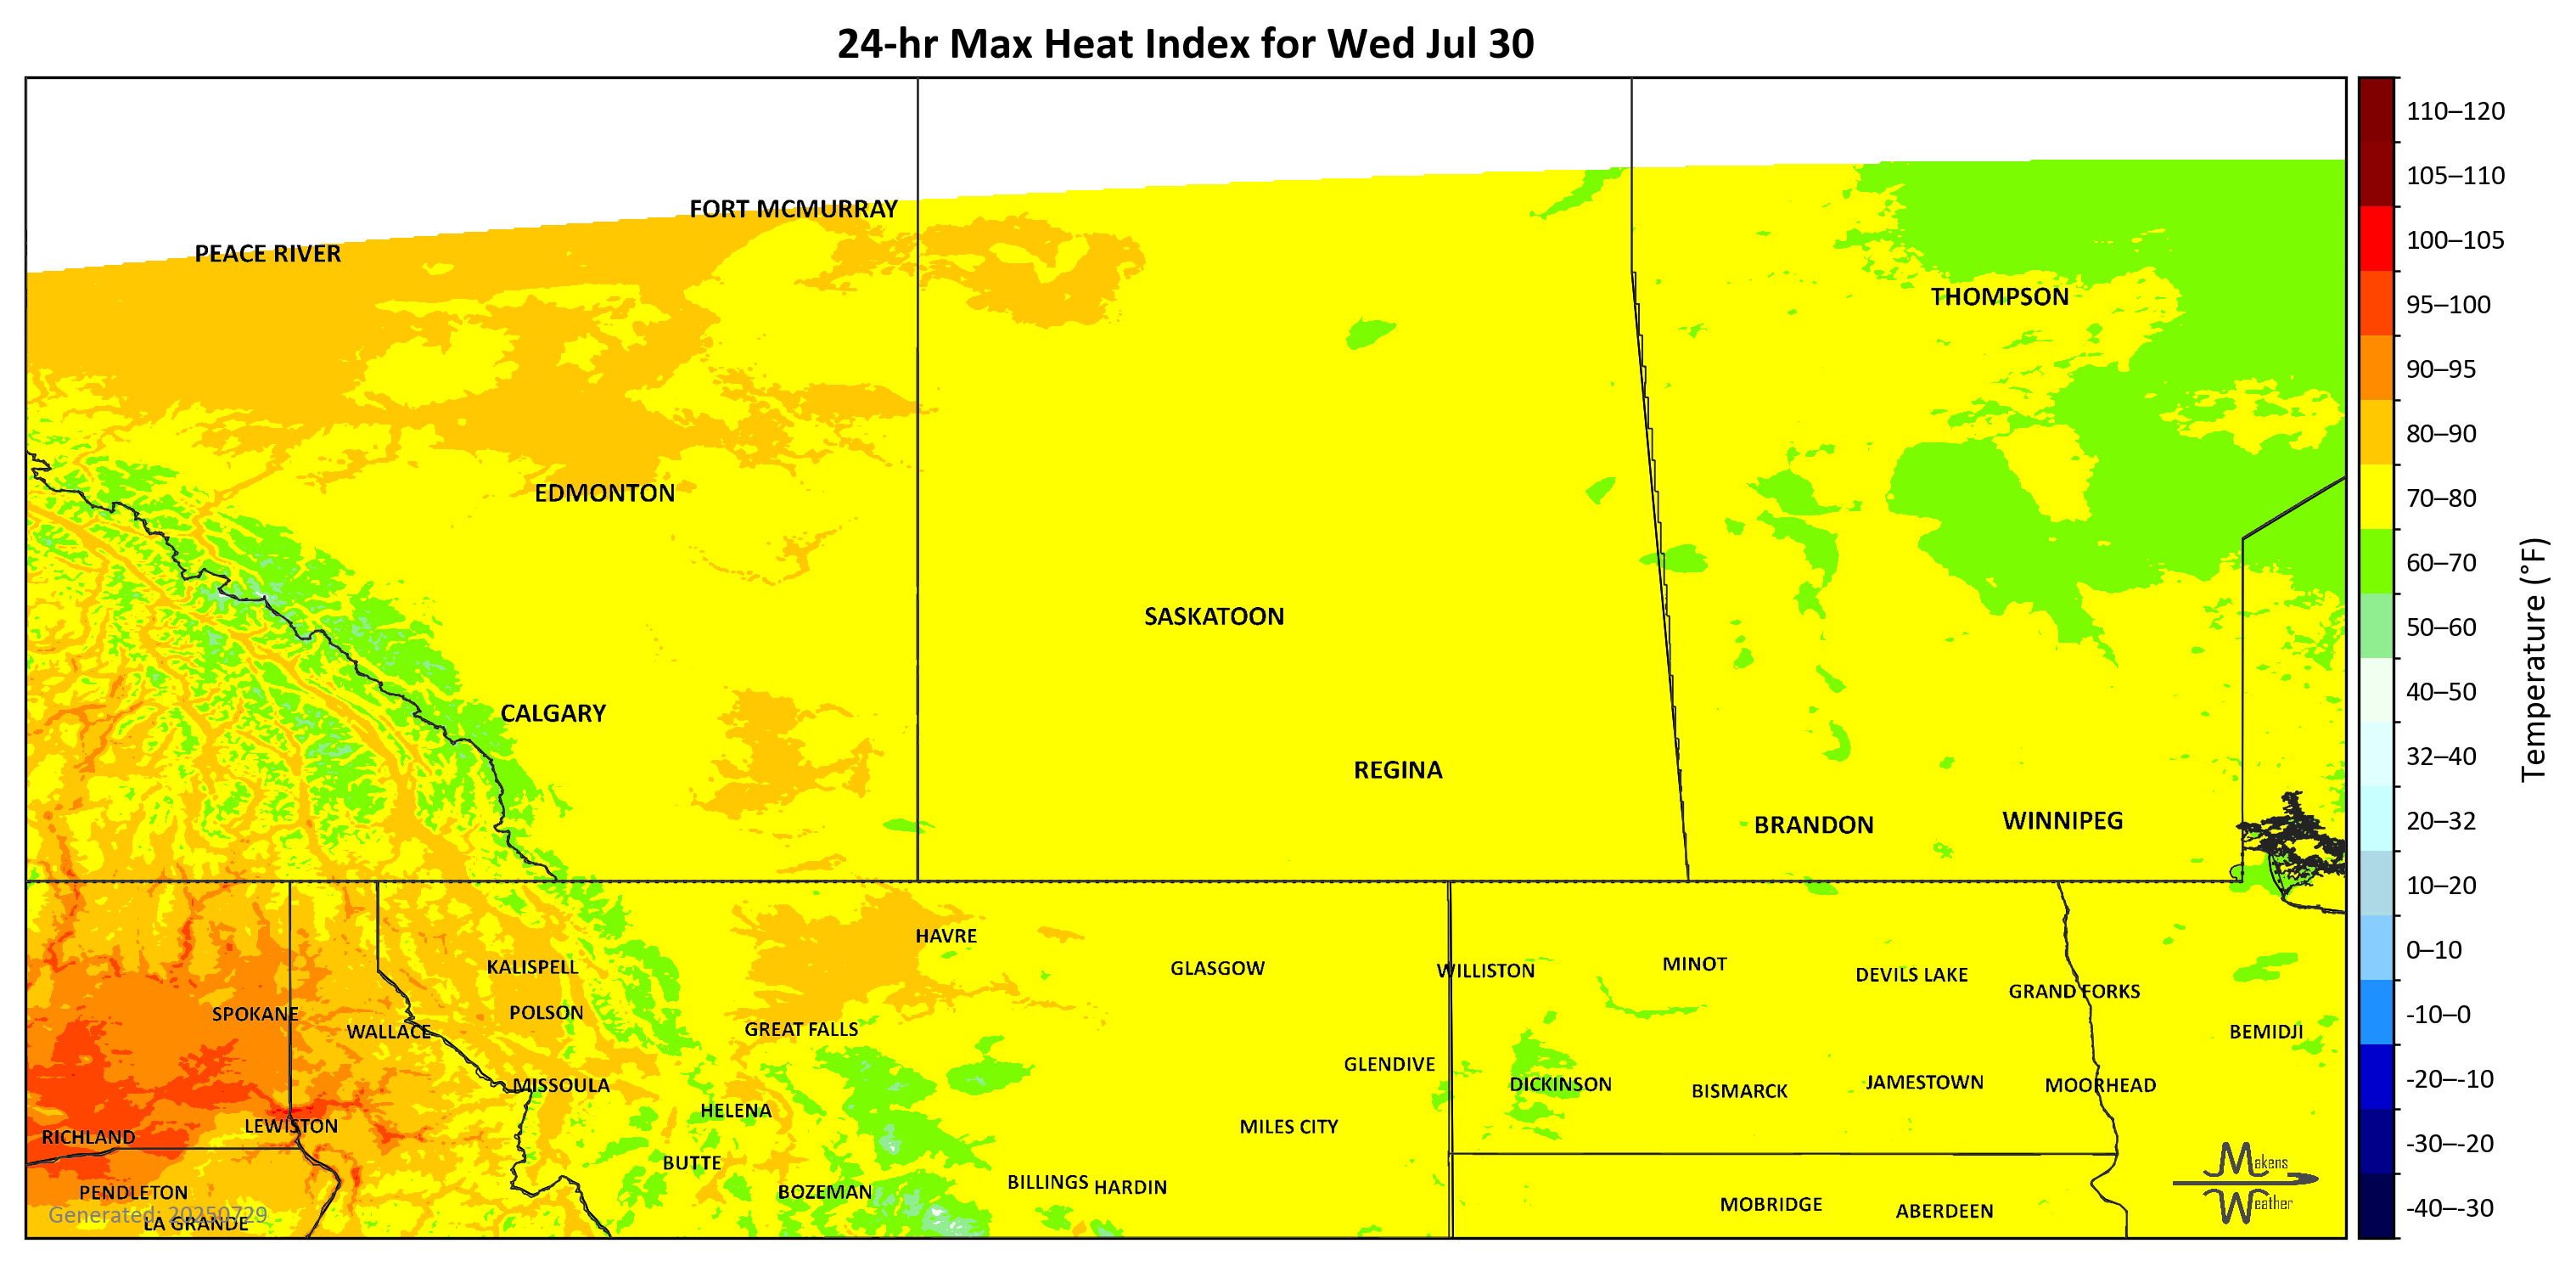 24-hr Max Heat Index for Wed Jul 30
FORT MCMURRAY
PEACE RIVER
THOMPSON
EDMONTON
SASKATOON
CALGARY
REGINA
BRANDON
WINNIPEG
HAVRE
KALISPELL
GLASGOW
WILLISTON
MINOT
DEVILS LAKE
GRAND FORKS
SPOKANE
POLSON
WALLACE
GREAT FALLS
BEMIDJI
GLENDIVE
MISSOULA
DICKINSON
BISMARCK
JAMESTOWN
MOORHEAD
HELENA
LEWISTON
MILES CITY
RICHLAND
BUTTE
PENDLETON
BOZEMAN
BILLINGS
HARDIN
MOBRIDGE
ABERDEEN
Generated: 20250729
LA GRANDE
Makens
Weather
110–120
105–110
100–105
95–100
90–95
80–90
70–80
60–70
50–60
40–50
32–40
20–32
10–20
0–10
-10–0
-20–-10
-30–-20
-40–-30
Temperature (°F)